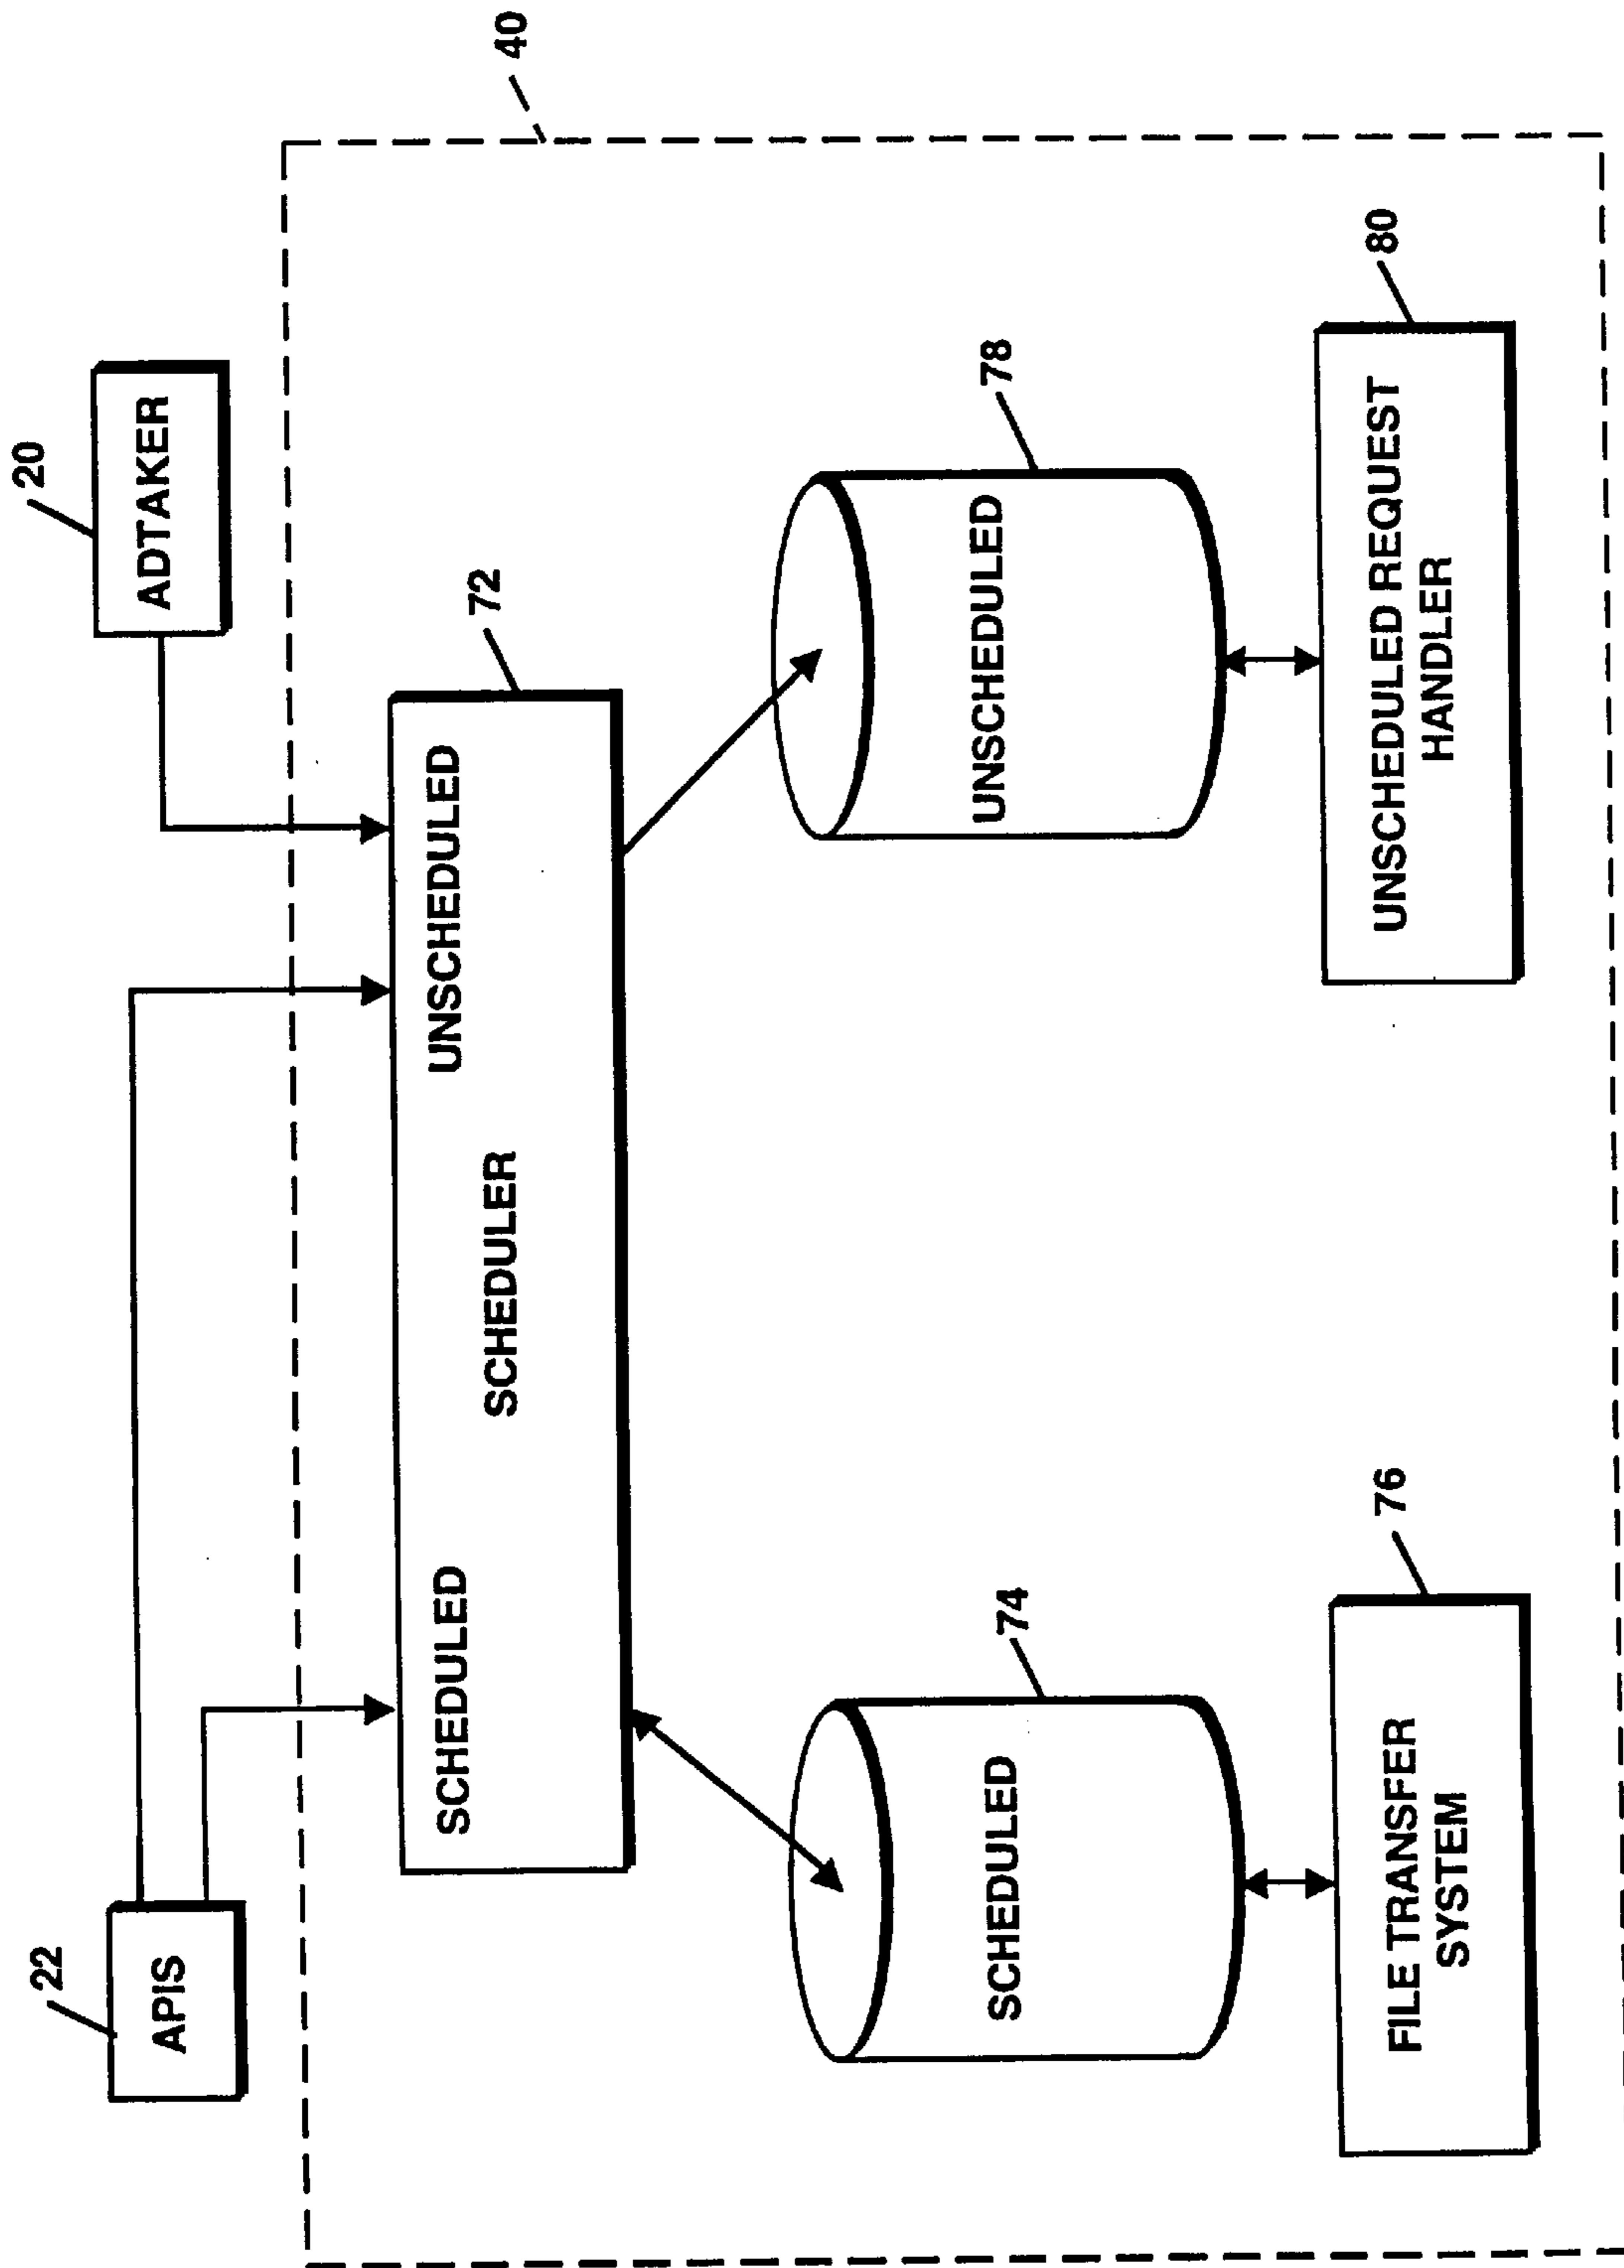 22
20
APIS
ADTAKER
40
72
SCHEDULED
UNSCHEDULED
SCHEDULER
74
78
SCHEDULED
UNSCHEDULED
76
80
FILE TRANSFER
SYSTEM
UNSCHEDULED REQUEST
HANDLER